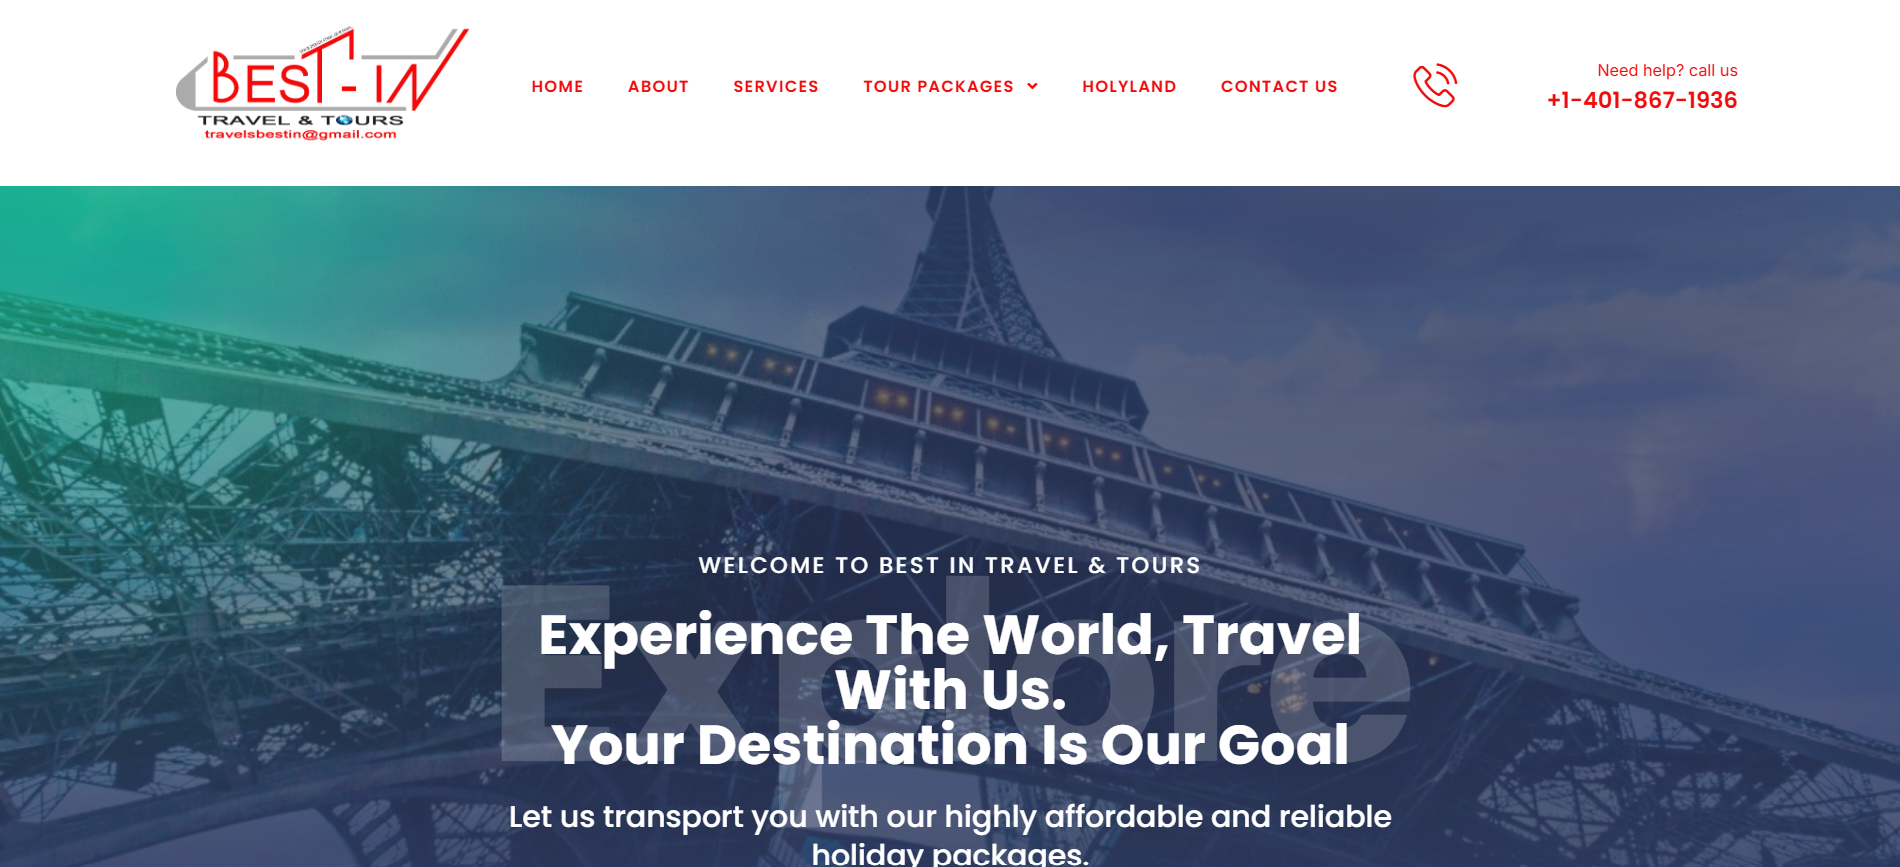 BEST-IN
TRAVEL & TOURS
travelsbestin@gmail.com
HOME
ABOUT
SERVICES
TOUR PACKAGES
HOLYLAND
CONTACT US
Need help? call us
+1-401-867-1936
WELCOME TO BEST IN TRAVEL & TOURS
Explore
Experience The World, Travel
With Us.
Your Destination Is Our Goal
Let us transport you with our highly affordable and reliable
holiday packages.